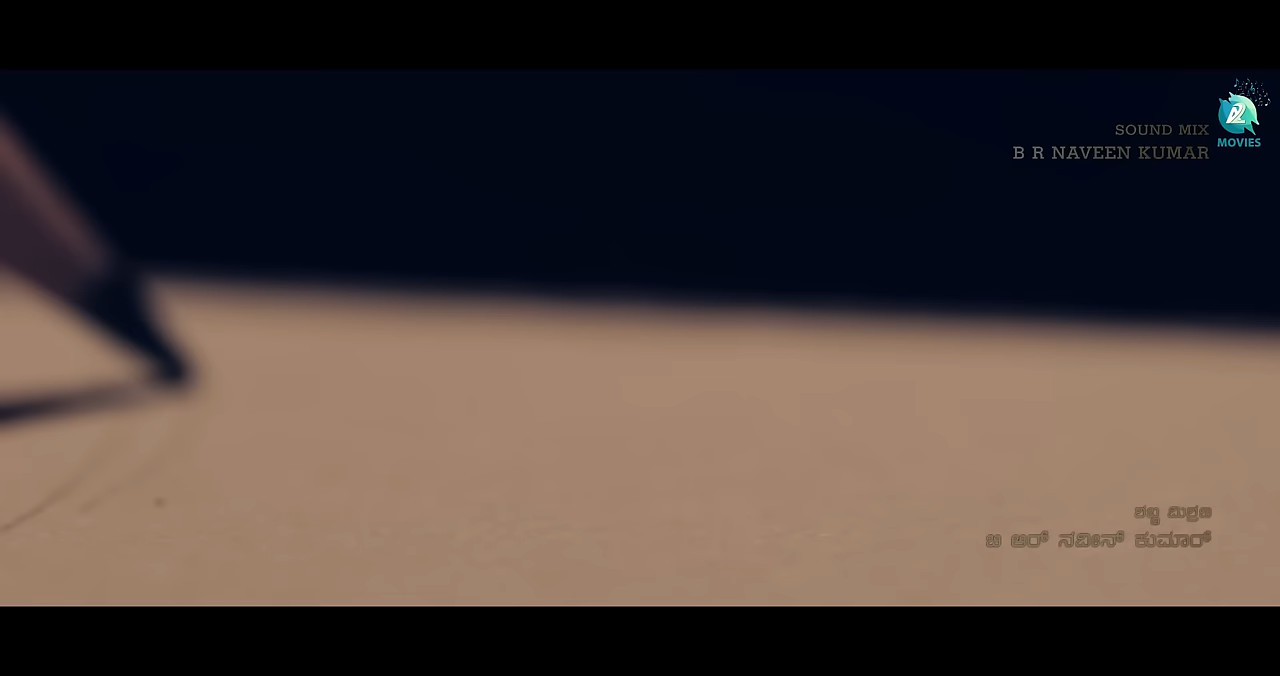 SOUND MIX
B R NAVEEN KUMAR
MOVIES
ಶಬ್ದ ಮಿಶ್ರಣ
ಬಿ ಆರ್ ನವೀನ್ ಕುಮಾರ್